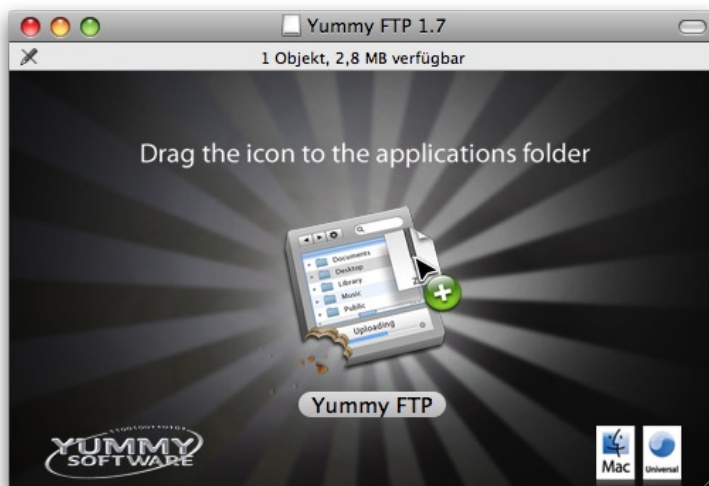 Yummy FTP 1.7
1 Objekt, 2,8 MB verfügbar
Drag the icon to the applications folder
Documents
Desktop
Library
Music
Public
Uploading
Yummy FTP
110100110101
YUMMY
SOFTWARE
Mac
Universal